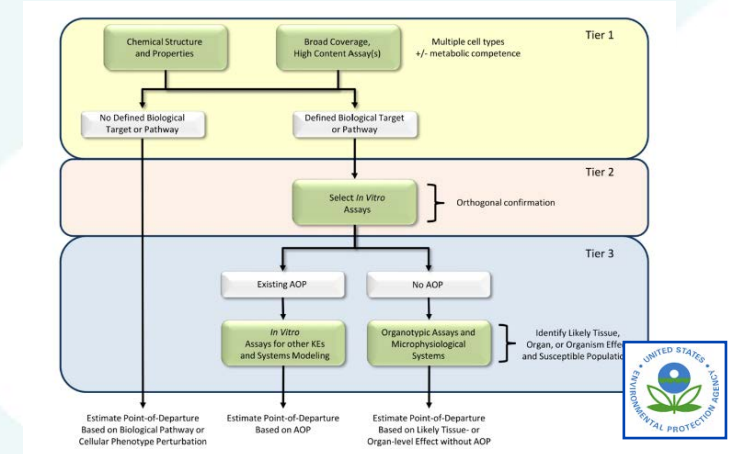 Tier 1
Chemical Structure
and Properties
Broad Coverage,
High Content Assay(s)
Multiple cell types
+/- metabolic competence
No Defined Biological
Target or Pathway
Defined Biological Target
or Pathway
Tier 2
Select In Vitro
Assays
Orthogonal confirmation
Tier 3
Existing AOP
No AOP
In Vitro
Assays for other KEs
and Systems Modeling
Organotypic Assays and
Microphysiological
Systems
Identify Likely Tissue,
Organ, or Organism Effe
and Susceptible Populatio
Estimate Point-of-Departure
Based on Biological Pathway or
Cellular Phenotype Perturbation
Estimate Point-of-Departure
Based on AOP
Estimate Point-of-Departure
Based on Likely Tissue- or
Organ-level Effect without AOP
UNITED STATES
ENVIRONMENTAL PROTECTION AGENCY